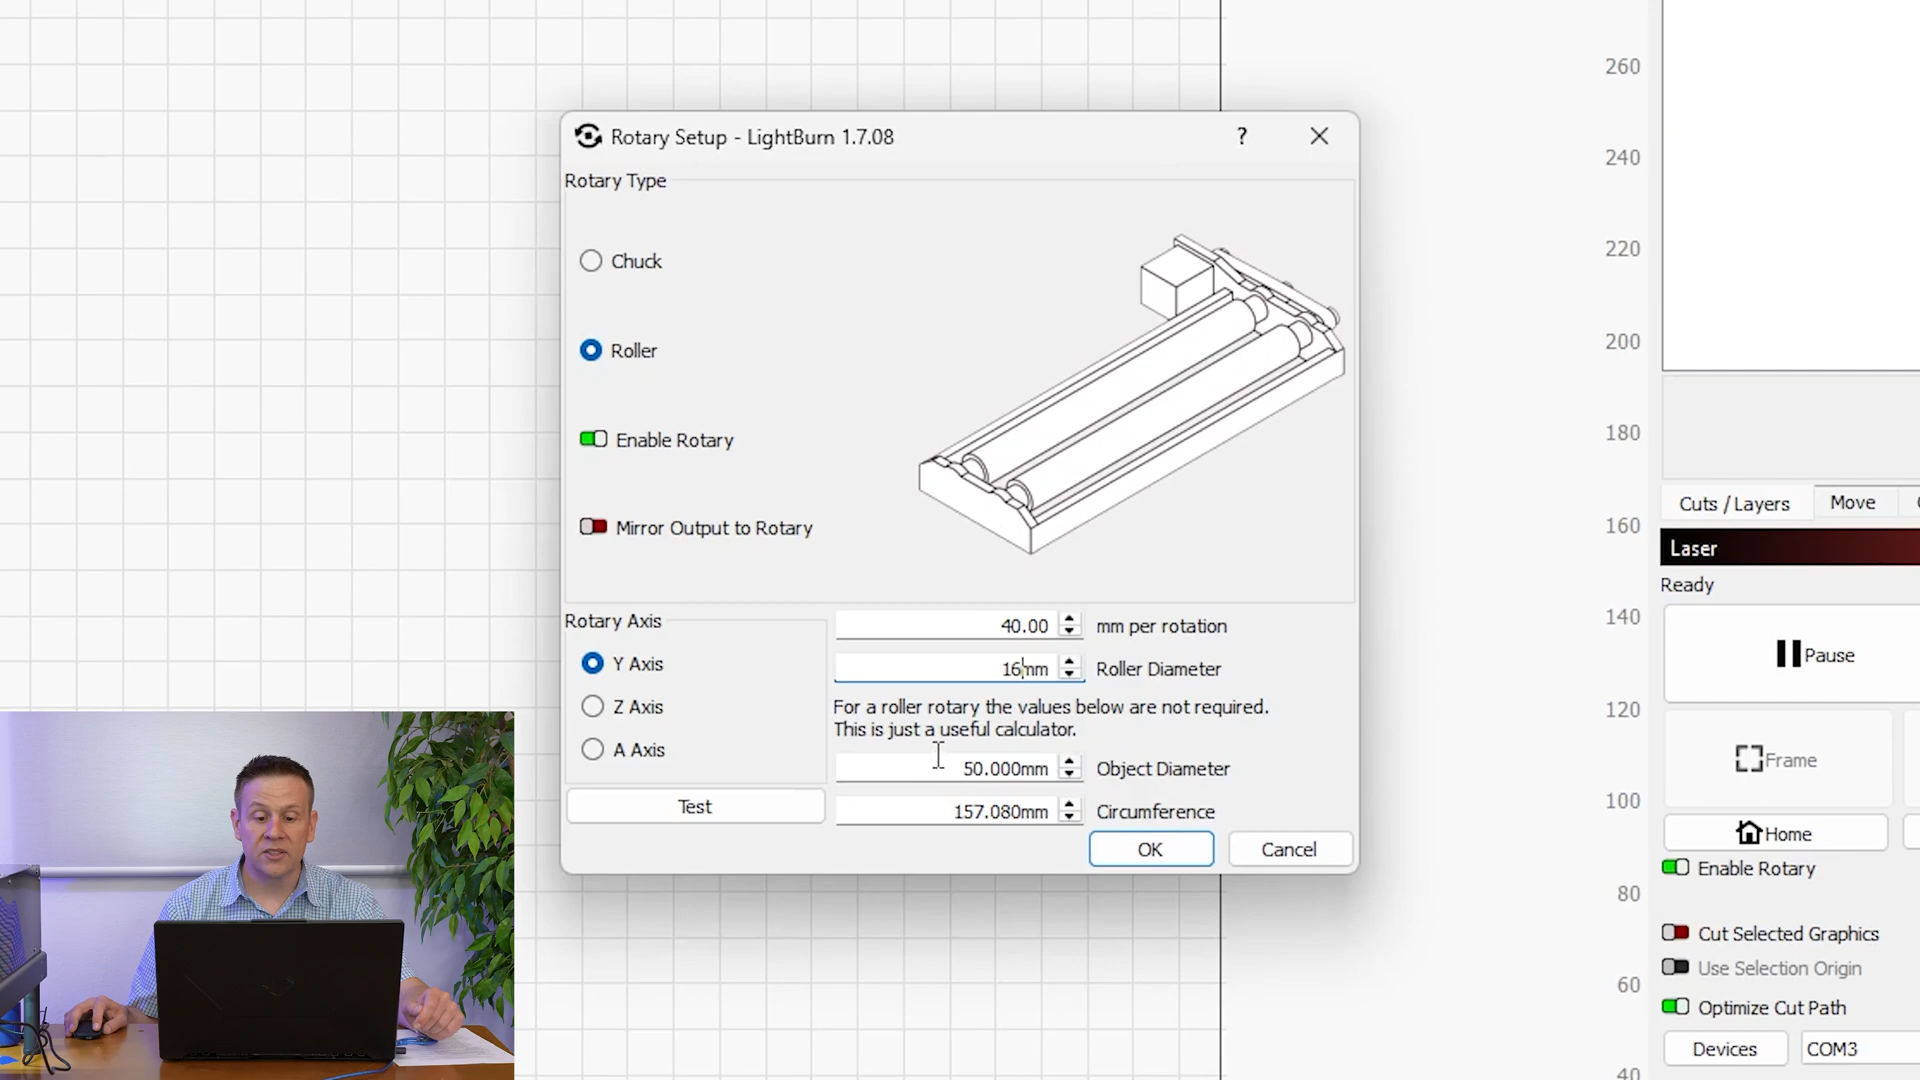 Rotary Setup - LightBurn 1.7.08
?
Rotary Type
Chuck
Roller
Enable Rotary
Mirror Output to Rotary
Rotary Axis
Y Axis
Z Axis
A Axis
Test
40.00 mm per rotation
16mm Roller Diameter
For a roller rotary the values below are not required.
This is just a useful calculator.
50.000mm Object Diameter
157.080mm Circumference
OK
Cancel
260
240
220
200
180
160
140
120
100
80
60
40
Cuts / Layers
Move
Laser
Ready
Pause
Frame
Home
Enable Rotary
Cut Selected Graphics
Use Selection Origin
Optimize Cut Path
Devices
COM3